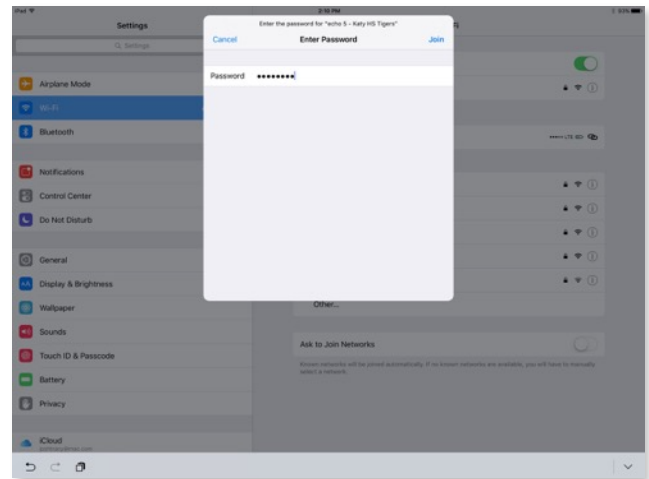 iPad
2:10 PM
93%
Settings
Enter the password for "echo 5 - Katy HS Tigers"
Cancel
Enter Password
Join
Settings
Password ••••••••
Airplane Mode
Wi-Fi
Bluetooth
LTE
Notifications
Control Center
Do Not Disturb
General
Display & Brightness
Wallpaper
Other...
Sounds
Ask to Join Networks
Known networks will be joined automatically. If no known networks are available, you will have to manually
select a network.
Touch ID & Passcode
Battery
Privacy
iCloud